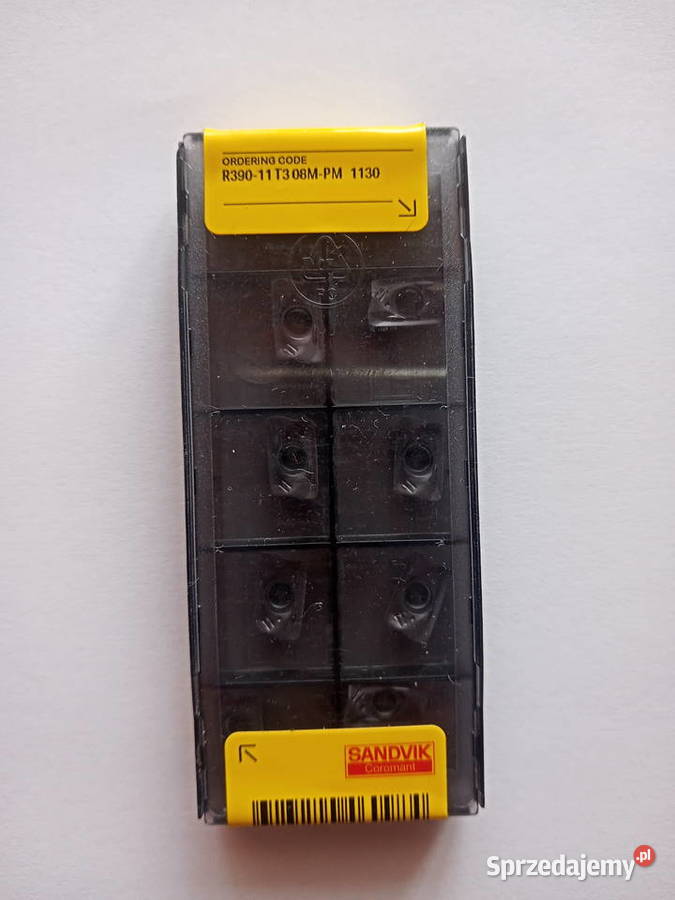 ORDERING CODE
R390-11 T3 08M-PM 1130
SANDVIK
Coromant
Sprzedajemy.pl